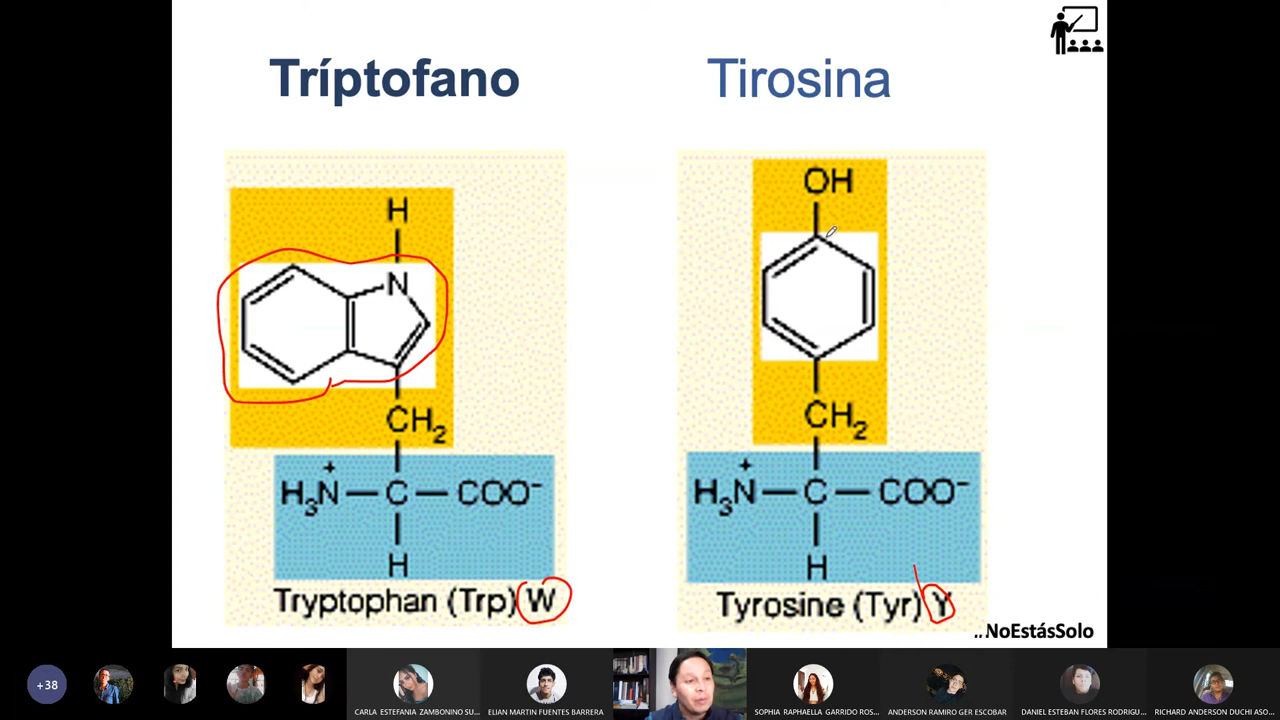 Tríptofano
Tirosina
H
N
CH2
H3N+ — C — COO-
H
Tryptophan (Trp) W
OH
CH2
H3N+ — C — COO-
H
Tyrosine (Tyr) Y
#NoEstásSolo
+38
CARLA ESTEFANIA ZAMBONINO SU...
ELIAN MARTIN FUENTES BARRERA
SOPHIA RAPHAELLA GARRIDO ROS...
ANDERSON RAMIRO GER ESCOBAR
DANIEL ESTEBAN FLORES RODRIGU...
RICHARD ANDERSON DUCHI ASO...